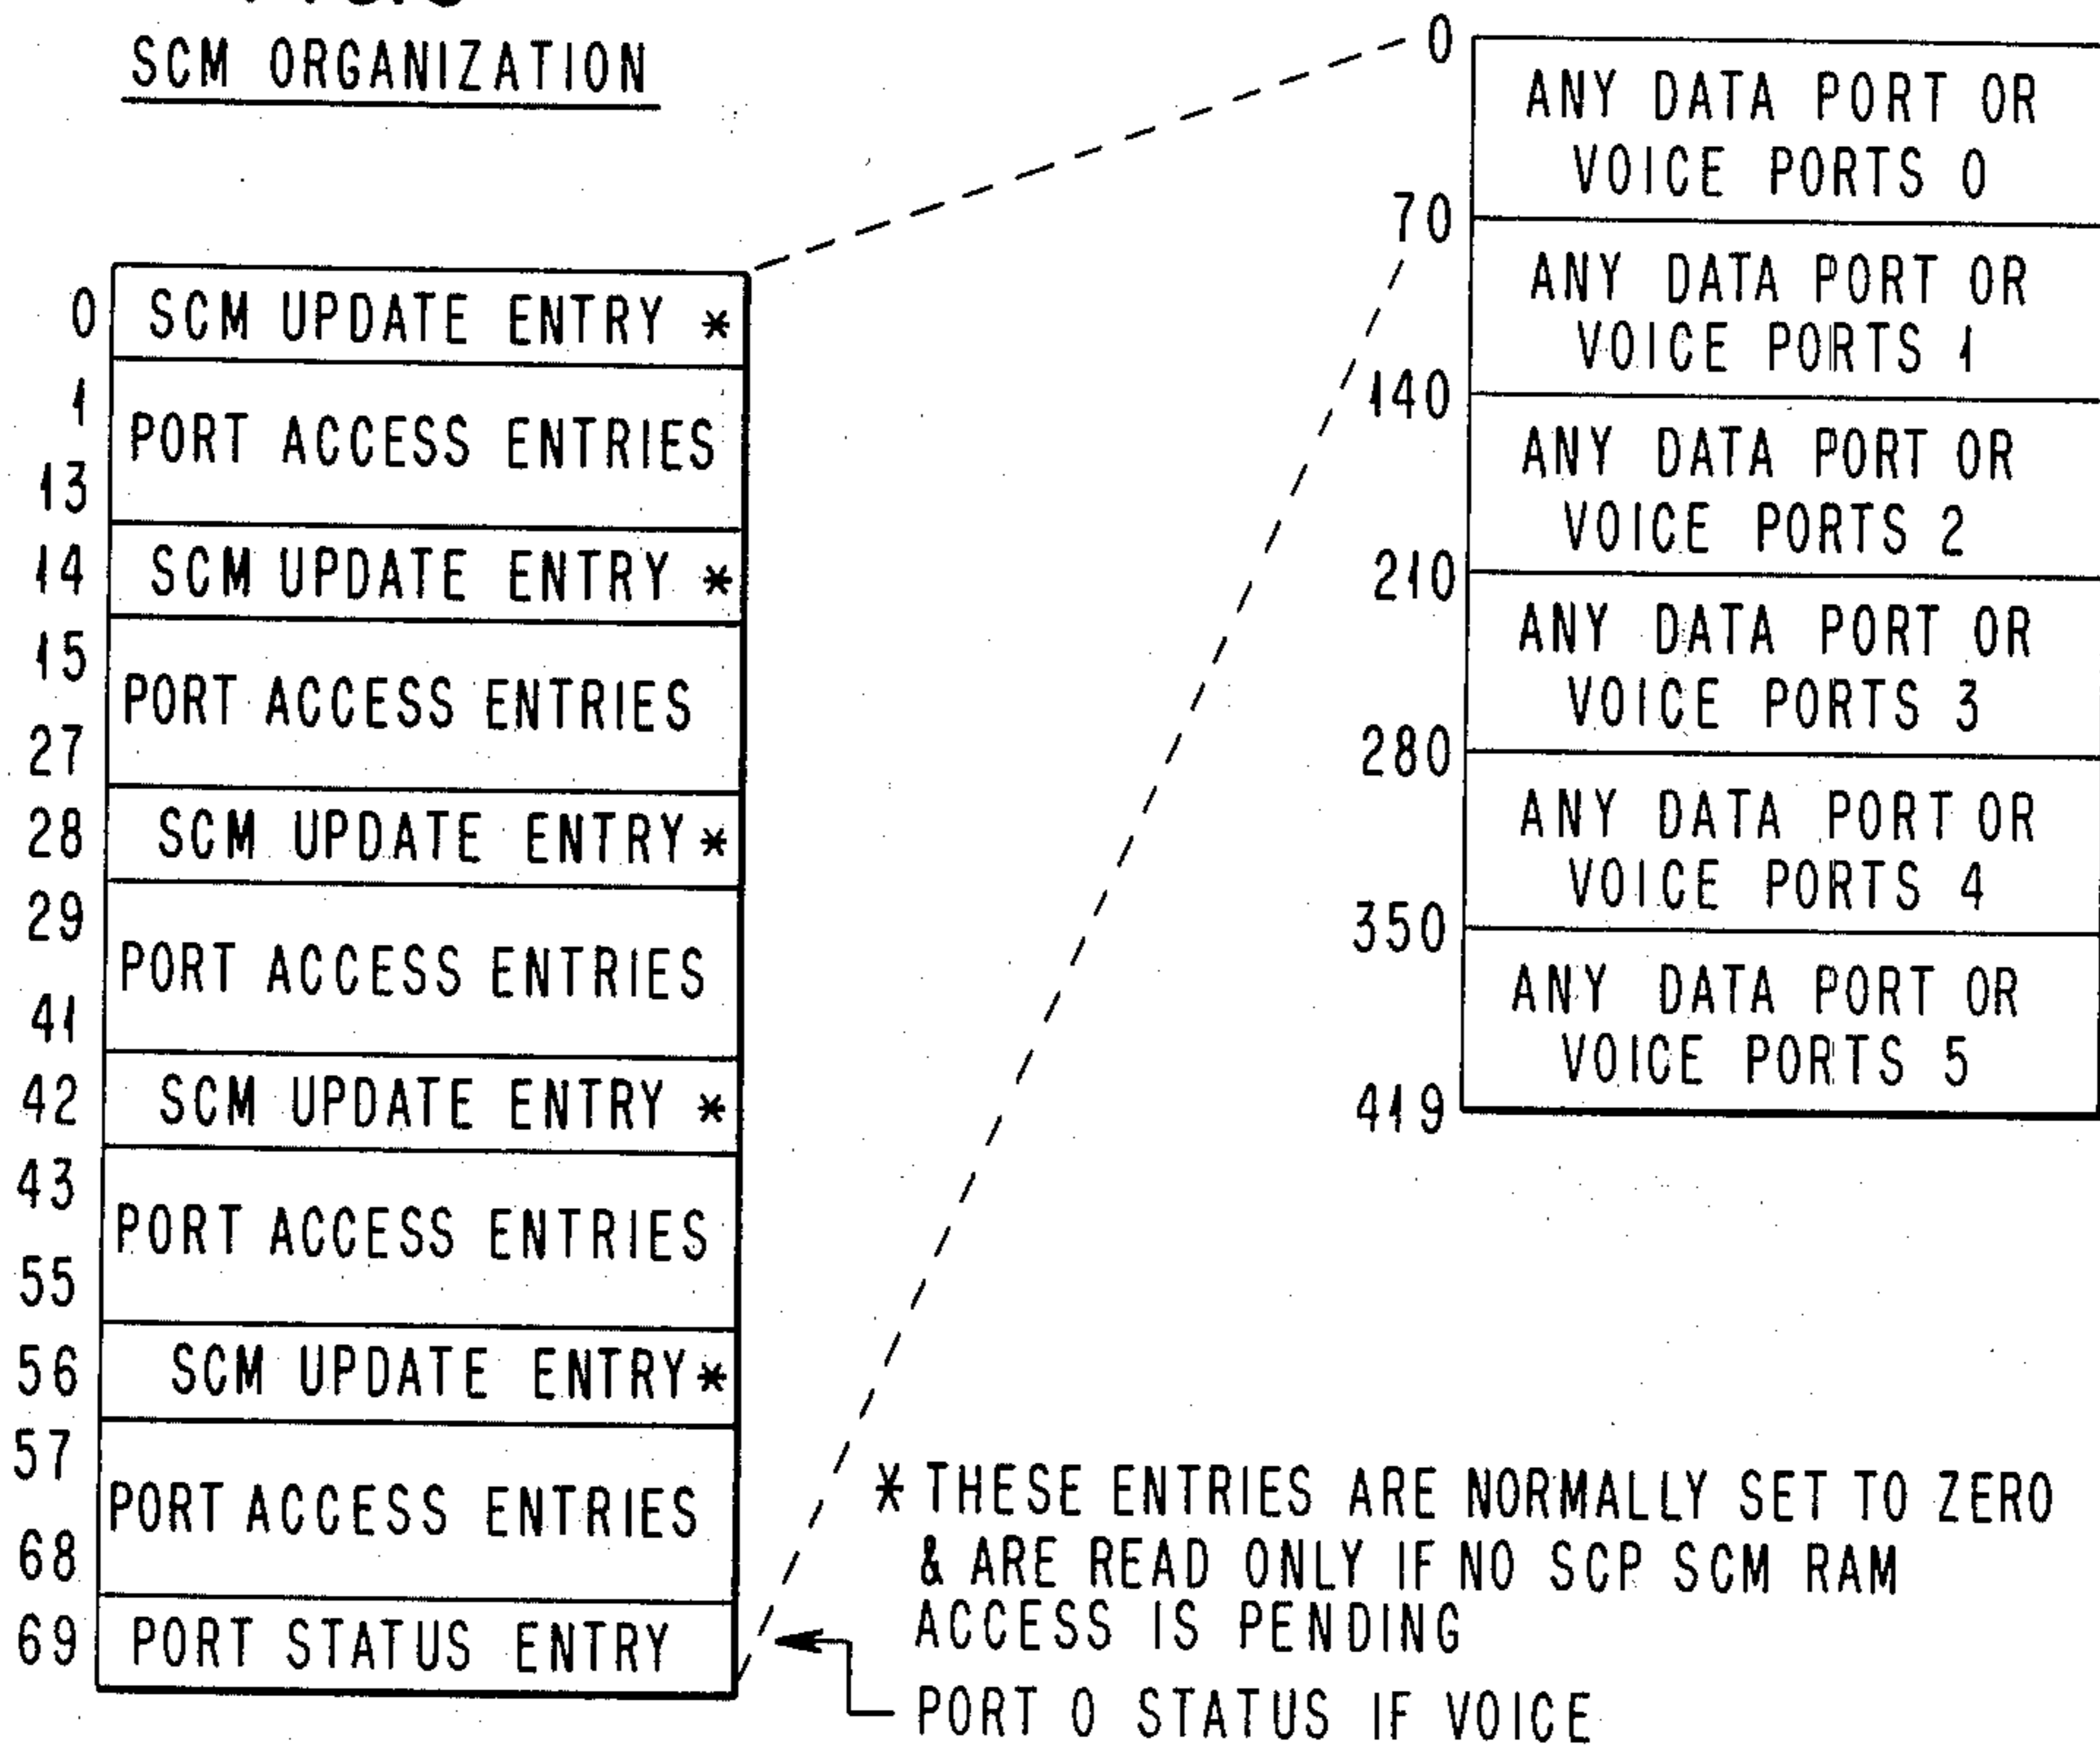 SCM ORGANIZATION
0 SCM UPDATE ENTRY *
1
PORT ACCESS ENTRIES
13
14 SCM UPDATE ENTRY *
15
PORT ACCESS ENTRIES
27
28 SCM UPDATE ENTRY *
29
PORT ACCESS ENTRIES
41
42 SCM UPDATE ENTRY *
43
PORT ACCESS ENTRIES
55
56 SCM UPDATE ENTRY *
57
PORT ACCESS ENTRIES
68
69 PORT STATUS ENTRY
0
ANY DATA PORT OR
VOICE PORTS 0
70
ANY DATA PORT OR
VOICE PORTS 1
140
ANY DATA PORT OR
VOICE PORTS 2
210
ANY DATA PORT OR
VOICE PORTS 3
280
ANY DATA PORT OR
VOICE PORTS 4
350
ANY DATA PORT OR
VOICE PORTS 5
419
* THESE ENTRIES ARE NORMALLY SET TO ZERO
& ARE READ ONLY IF NO SCP SCM RAM
ACCESS IS PENDING
PORT 0 STATUS IF VOICE